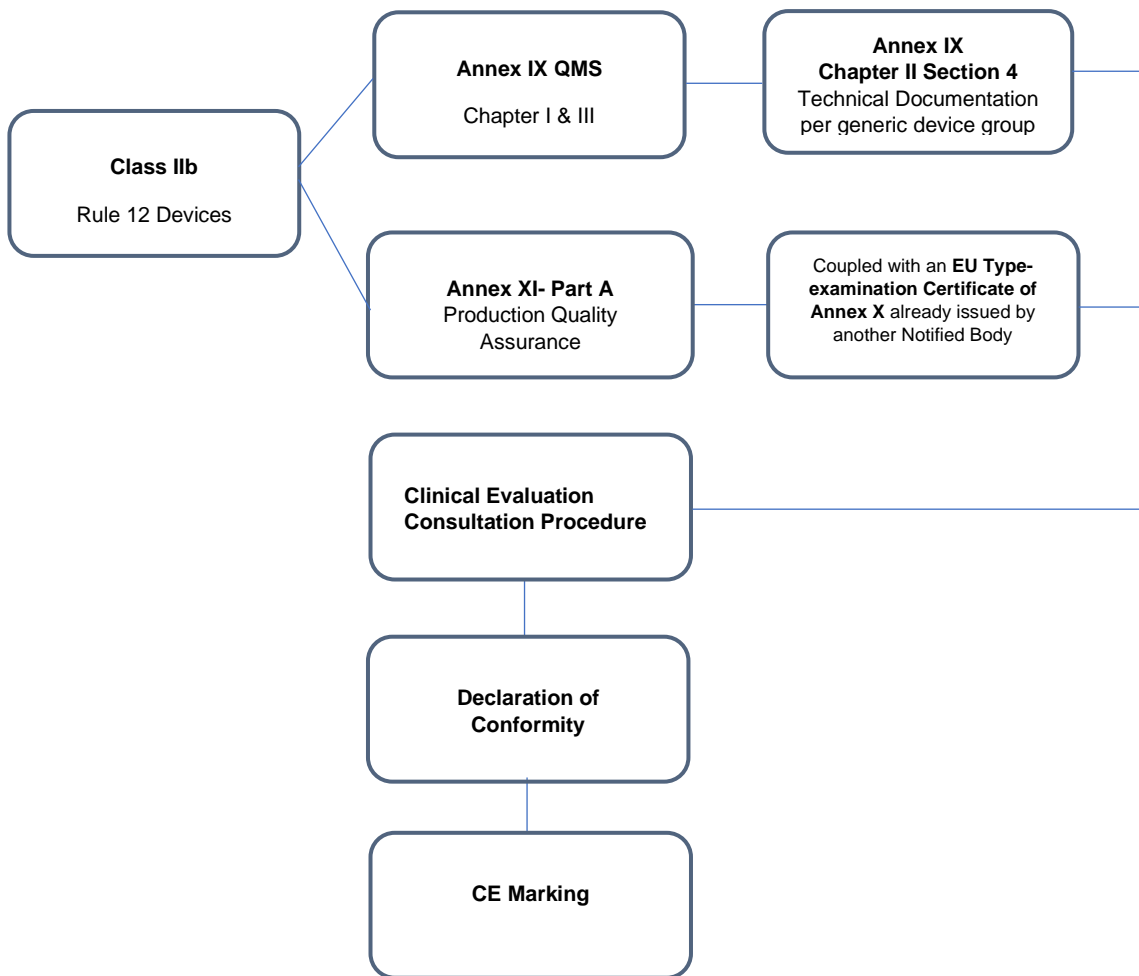 Annex IX QMS
Chapter I & III
Annex IX
Chapter II Section 4
Technical Documentation
per generic device group
Class IIb
Rule 12 Devices
Annex XI- Part A
Production Quality
Assurance
Coupled with an EU Type-
examination Certificate of
Annex X already issued by
another Notified Body
Clinical Evaluation
Consultation Procedure
Declaration of
Conformity
CE Marking